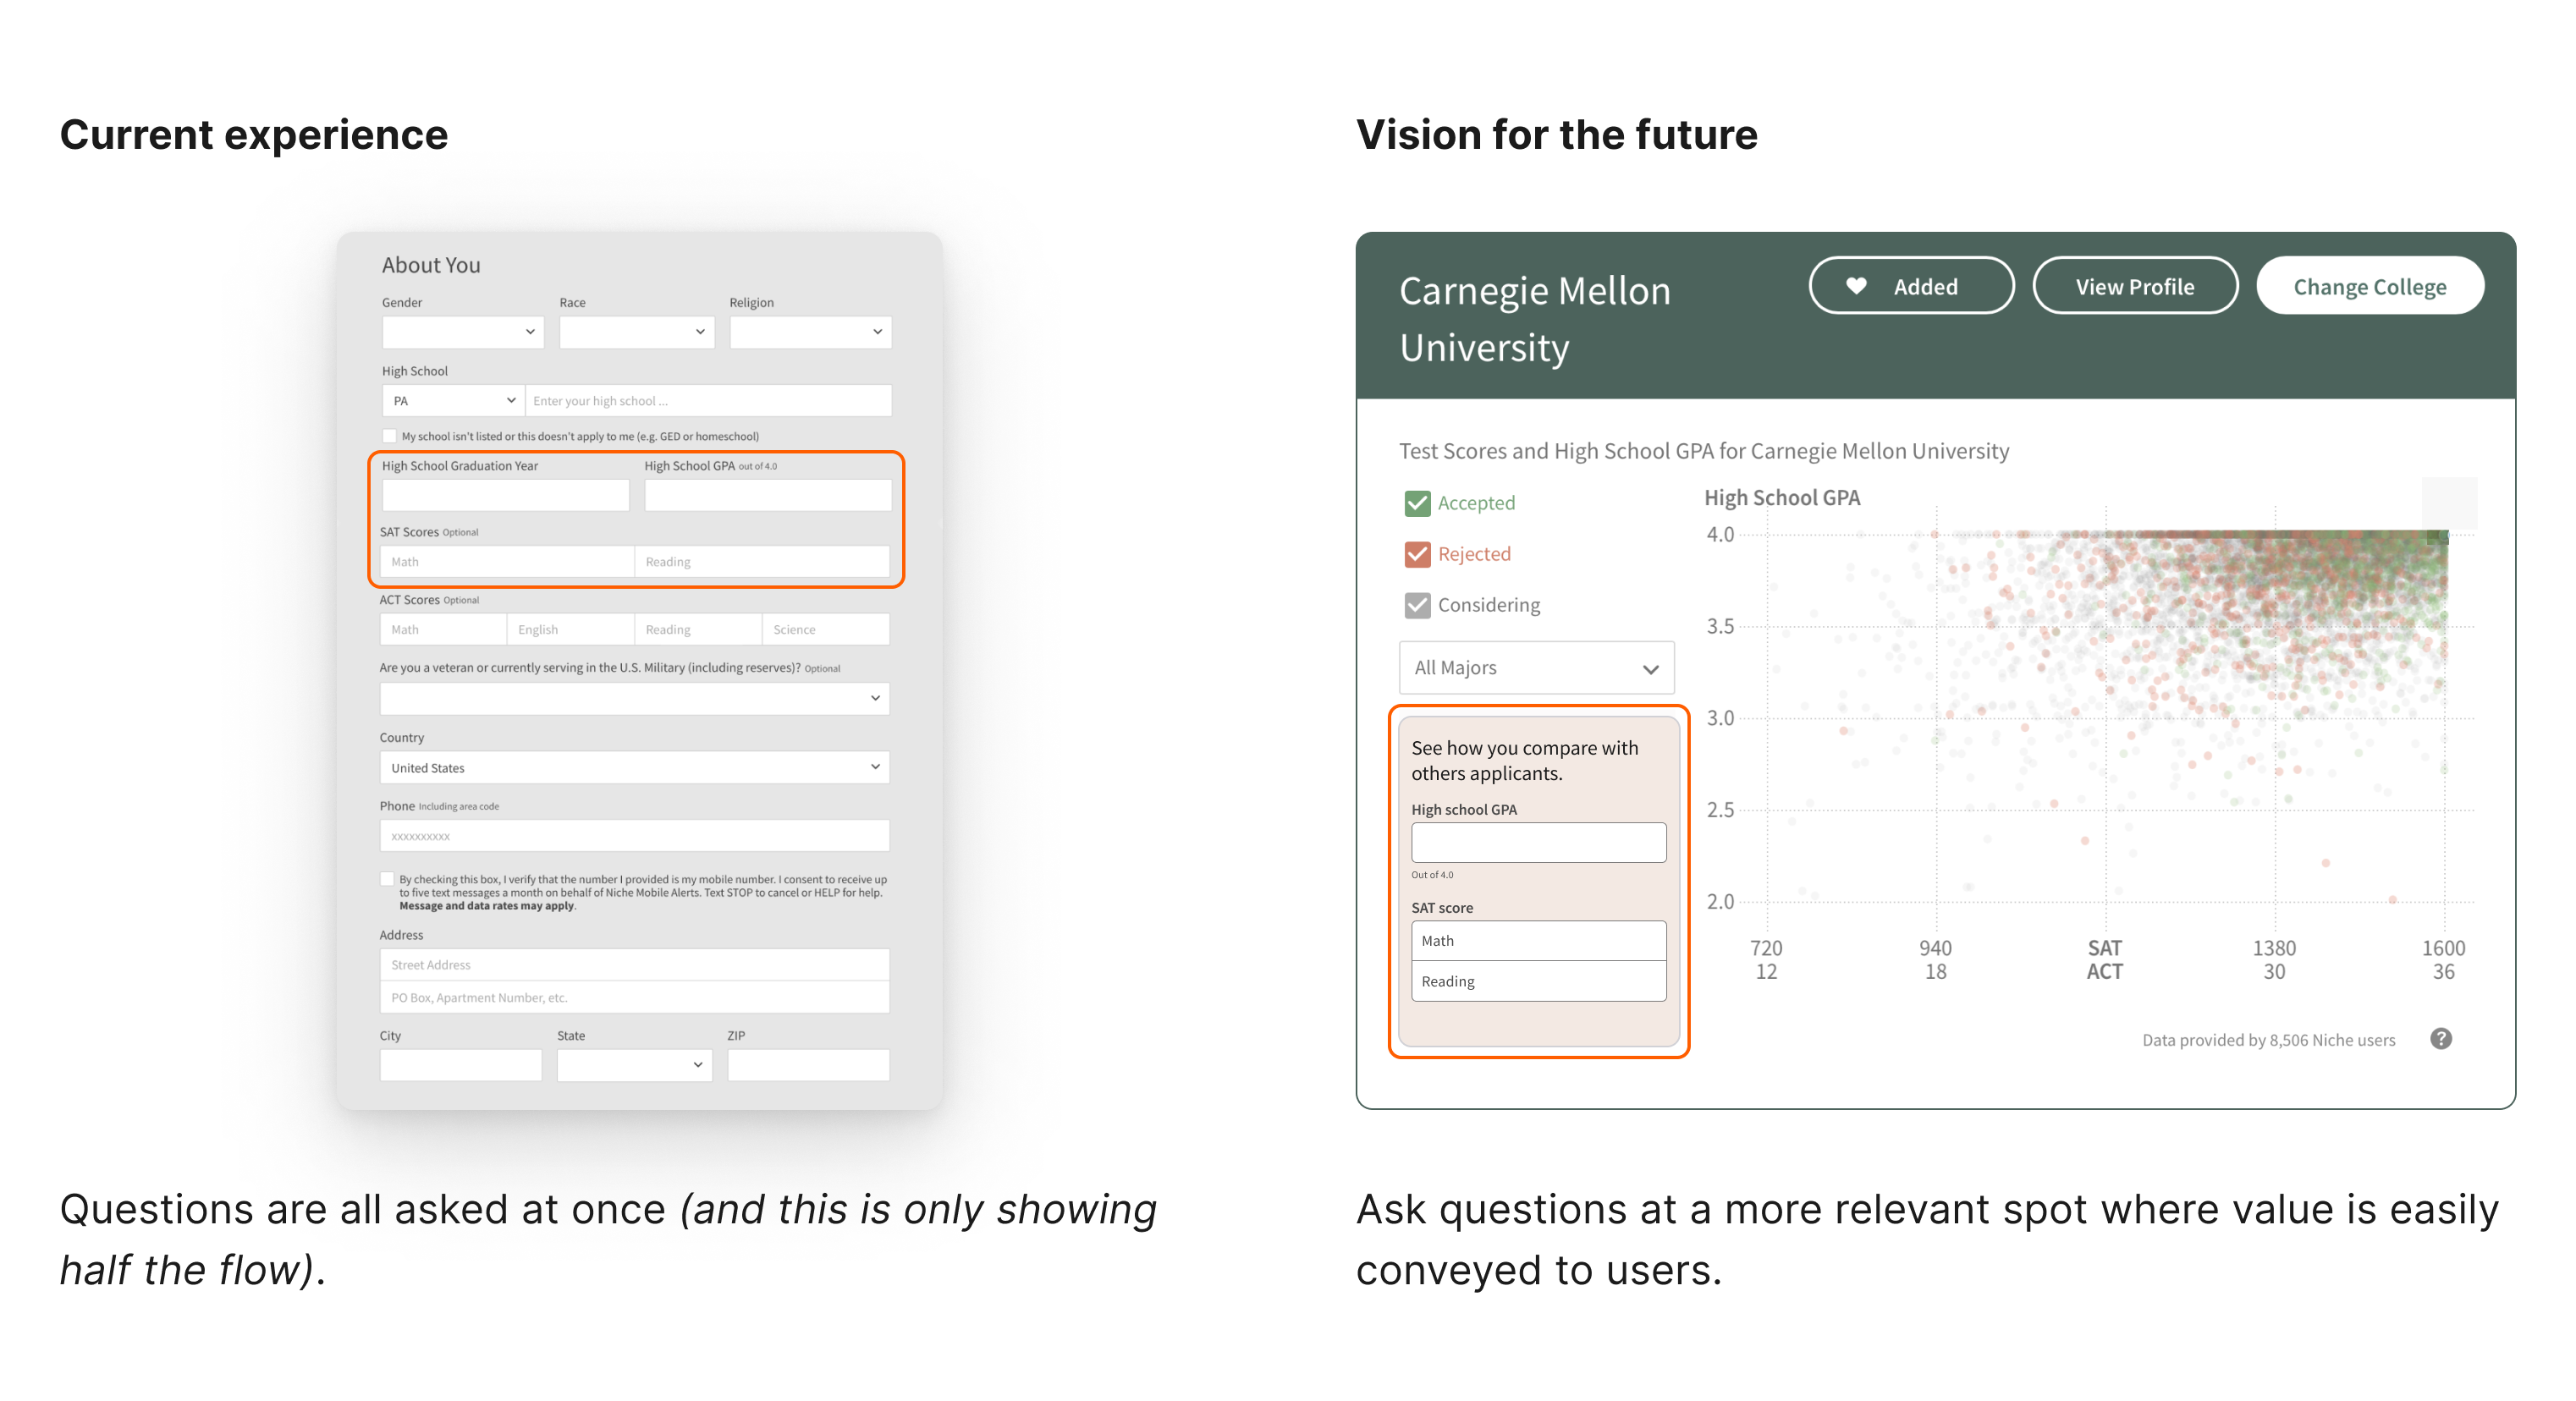 Current experience
About You
Gender Race Religion
High School
PA Enter your high school ...
My school isn't listed or this doesn't apply to me (e.g. GED or homeschool)
High School Graduation Year High School GPA out of 4.0
SAT Scores Optional
Math Reading
ACT Scores Optional
Math English Reading Science
Are you a veteran or currently serving in the U.S. Military (including reserves)? Optional
Country
United States
Phone Including area code
xxxxxxxxxx
By checking this box, I verify that the number I provided is my mobile number. I consent to receive up
to five text messages a month on behalf of Niche Mobile Alerts. Text STOP to cancel or HELP for help.
Message and data rates may apply.
Address
Street Address
PO Box, Apartment Number, etc.
City State ZIP
Questions are all asked at once (and this is only showing
half the flow).
Vision for the future
Carnegie Mellon
University
Added View Profile Change College
Test Scores and High School GPA for Carnegie Mellon University
Accepted
Rejected
Considering
All Majors
See how you compare with
others applicants.
High school GPA
Out of 4.0
SAT score
Math
Reading
High School GPA
4.0
3.5
3.0
2.5
2.0
720 940 SAT 1380 1600
12 18 ACT 30 36
Data provided by 8,506 Niche users ?
Ask questions at a more relevant spot where value is easily
conveyed to users.